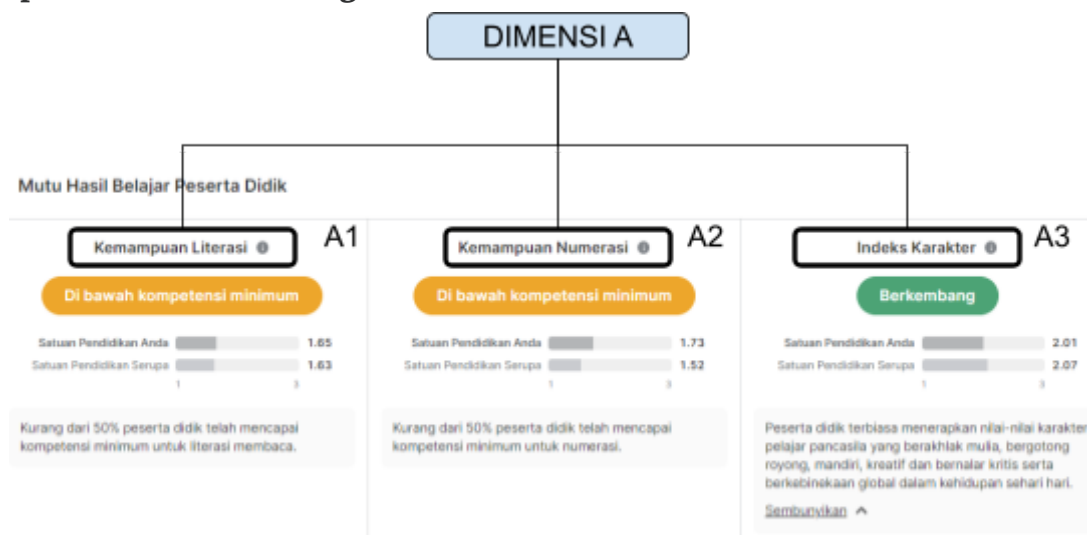 DIMENSI A
Mutu Hasil Belajar Peserta Didik
Kemampuan Literasi
A1
Di bawah kompetensi minimum
Satuan Pendidikan Anda 1.65
Satuan Pendidikan Serupa 1.63
1 3
Kurang dari 50% peserta didik telah mencapai
kompetensi minimum untuk literasi membaca.
Kemampuan Numerasi
A2
Di bawah kompetensi minimum
Satuan Pendidikan Anda 1.73
Satuan Pendidikan Serupa 1.52
1 3
Kurang dari 50% peserta didik telah mencapai
kompetensi minimum untuk numerasi.
Indeks Karakter
A3
Berkembang
Satuan Pendidikan Anda 2.01
Satuan Pendidikan Serupa 2.07
1 3
Peserta didik terbiasa menerapkan nilai-nilai karakter
pelajar pancasila yang berakhlak mulia, bergotong
royong, mandiri, kreatif dan bernalar kritis serta
berkebinekaan global dalam kehidupan sehari hari.
Sembunyikan